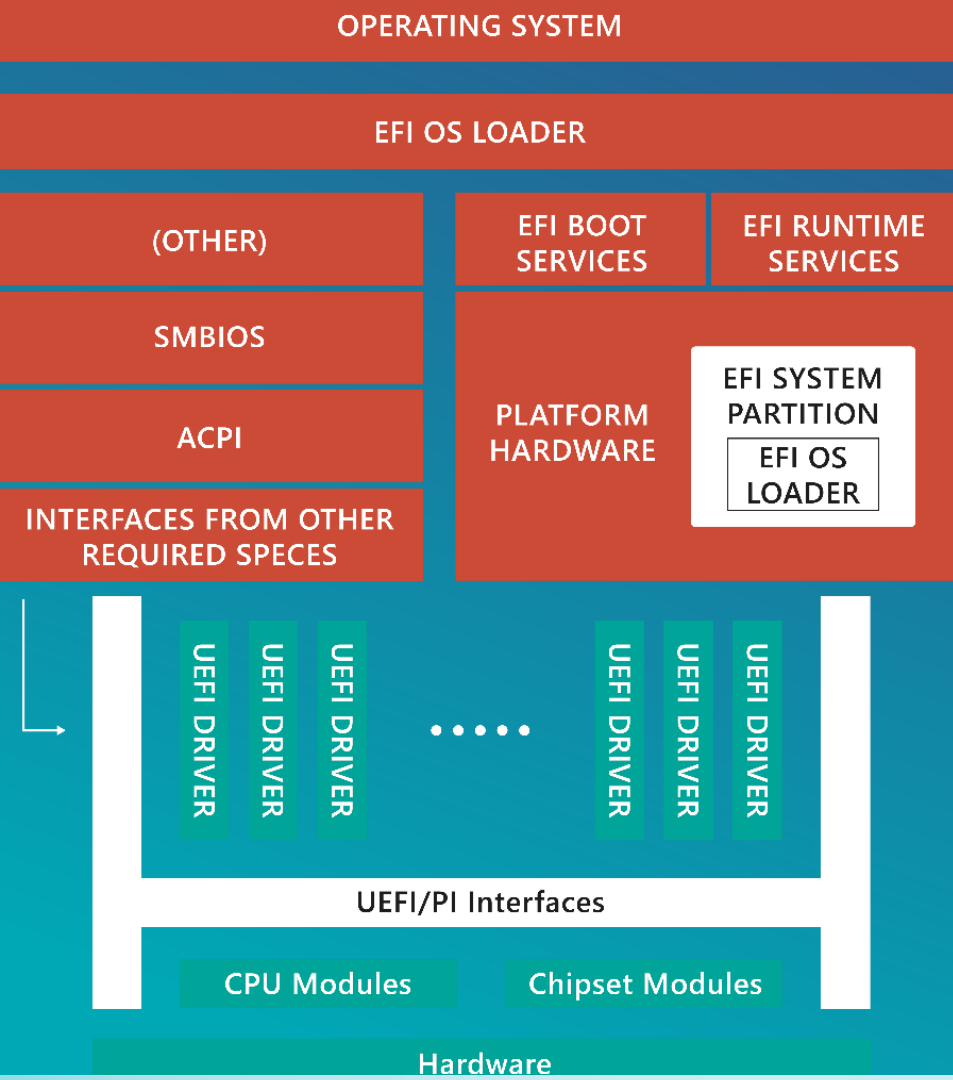 OPERATING SYSTEM
EFI OS LOADER
(OTHER)
EFI BOOT
SERVICES
EFI RUNTIME
SERVICES
SMBIOS
ACPI
INTERFACES FROM OTHER
REQUIRED SPECES
PLATFORM
HARDWARE
EFI SYSTEM
PARTITION
EFI OS
LOADER
UEFI DRIVER
UEFI DRIVER
UEFI DRIVER
UEFI DRIVER
UEFI DRIVER
UEFI DRIVER
UEFI/PI Interfaces
CPU Modules
Chipset Modules
Hardware